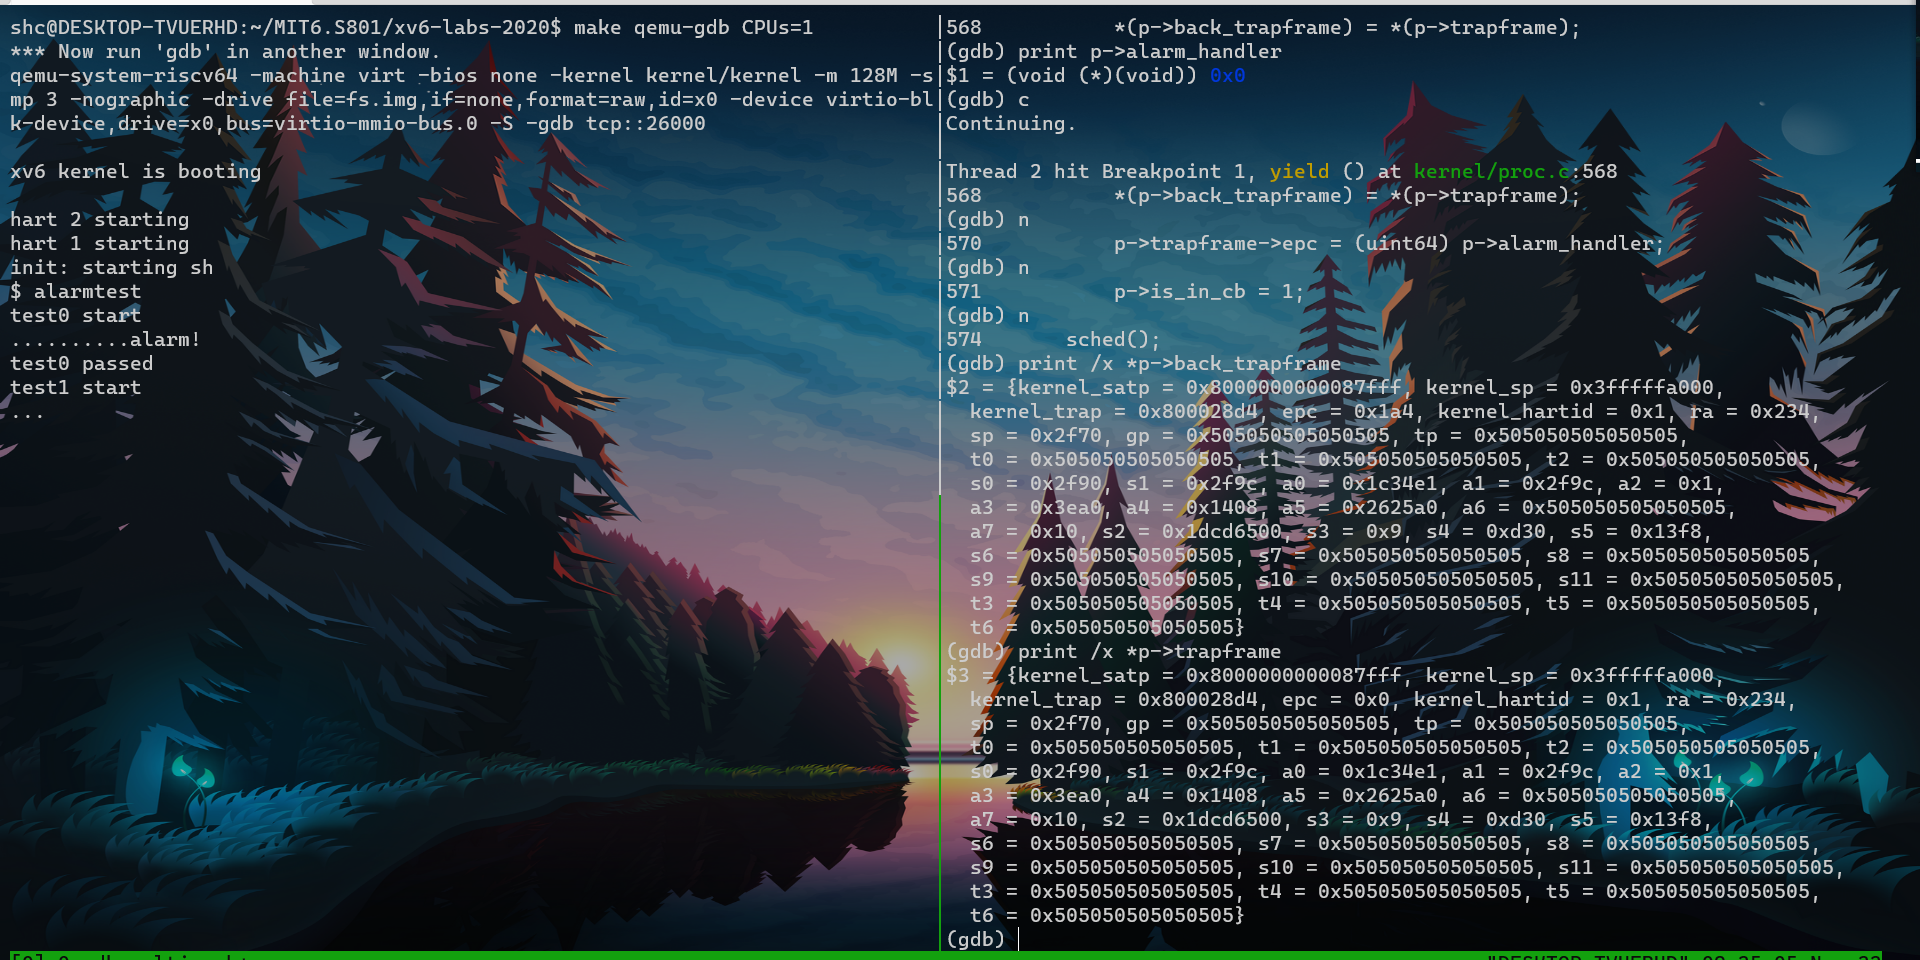 shc@DESKTOP-TVUERHD:~/MIT6.S801/xv6-labs-2020$ make qemu-gdb CPUs=1
*** Now run 'gdb' in another window.
qemu-system-riscv64 -machine virt -bios none -kernel kernel/kernel -m 128M -s
mp 3 -nographic -drive file=fs.img,if=none,format=raw,id=x0 -device virtio-bl
k-device,drive=x0,bus=virtio-mmio-bus.0 -S -gdb tcp::26000
xv6 kernel is booting
hart 2 starting
hart 1 starting
init: starting sh
$ alarmtest
test0 start
..........alarm!
test0 passed
test1 start
...
568           *(p->back_trapframe) = *(p->trapframe);
(gdb) print p->alarm_handler
$1 = (void (*)(void)) 0x0
(gdb) c
Continuing.
Thread 2 hit Breakpoint 1, yield () at kernel/proc.c:568
568           *(p->back_trapframe) = *(p->trapframe);
(gdb) n
570           p->trapframe->epc = (uint64) p->alarm_handler;
(gdb) n
571           p->is_in_cb = 1;
(gdb) n
574       sched();
(gdb) print /x *p->back_trapframe
$2 = {kernel_satp = 0x8000000000087fff, kernel_sp = 0x3fffffa000,
  kernel_trap = 0x800028d4, epc = 0x1a4, kernel_hartid = 0x1, ra = 0x234,
  sp = 0x2f70, gp = 0x505050505050505, tp = 0x505050505050505,
  t0 = 0x505050505050505, t1 = 0x505050505050505, t2 = 0x505050505050505,
  s0 = 0x2f90, s1 = 0x2f9c, a0 = 0x1c34e1, a1 = 0x2f9c, a2 = 0x1,
  a3 = 0x3ea0, a4 = 0x1408, a5 = 0x2625a0, a6 = 0x505050505050505,
  a7 = 0x10, s2 = 0x1dcd6500, s3 = 0x9, s4 = 0xd30, s5 = 0x13f8,
  s6 = 0x505050505050505, s7 = 0x505050505050505, s8 = 0x505050505050505,
  s9 = 0x505050505050505, s10 = 0x505050505050505, s11 = 0x505050505050505,
  t3 = 0x505050505050505, t4 = 0x505050505050505, t5 = 0x505050505050505,
  t6 = 0x505050505050505}
(gdb) print /x *p->trapframe
$3 = {kernel_satp = 0x8000000000087fff, kernel_sp = 0x3fffffa000,
  kernel_trap = 0x800028d4, epc = 0x0, kernel_hartid = 0x1, ra = 0x234,
  sp = 0x2f70, gp = 0x505050505050505, tp = 0x505050505050505,
  t0 = 0x505050505050505, t1 = 0x505050505050505, t2 = 0x505050505050505,
  s0 = 0x2f90, s1 = 0x2f9c, a0 = 0x1c34e1, a1 = 0x2f9c, a2 = 0x1,
  a3 = 0x3ea0, a4 = 0x1408, a5 = 0x2625a0, a6 = 0x505050505050505,
  a7 = 0x10, s2 = 0x1dcd6500, s3 = 0x9, s4 = 0xd30, s5 = 0x13f8,
  s6 = 0x505050505050505, s7 = 0x505050505050505, s8 = 0x505050505050505,
  s9 = 0x505050505050505, s10 = 0x505050505050505, s11 = 0x505050505050505,
  t3 = 0x505050505050505, t4 = 0x505050505050505, t5 = 0x505050505050505,
  t6 = 0x505050505050505}
(gdb)
"DESKTOP-TVUERHD"